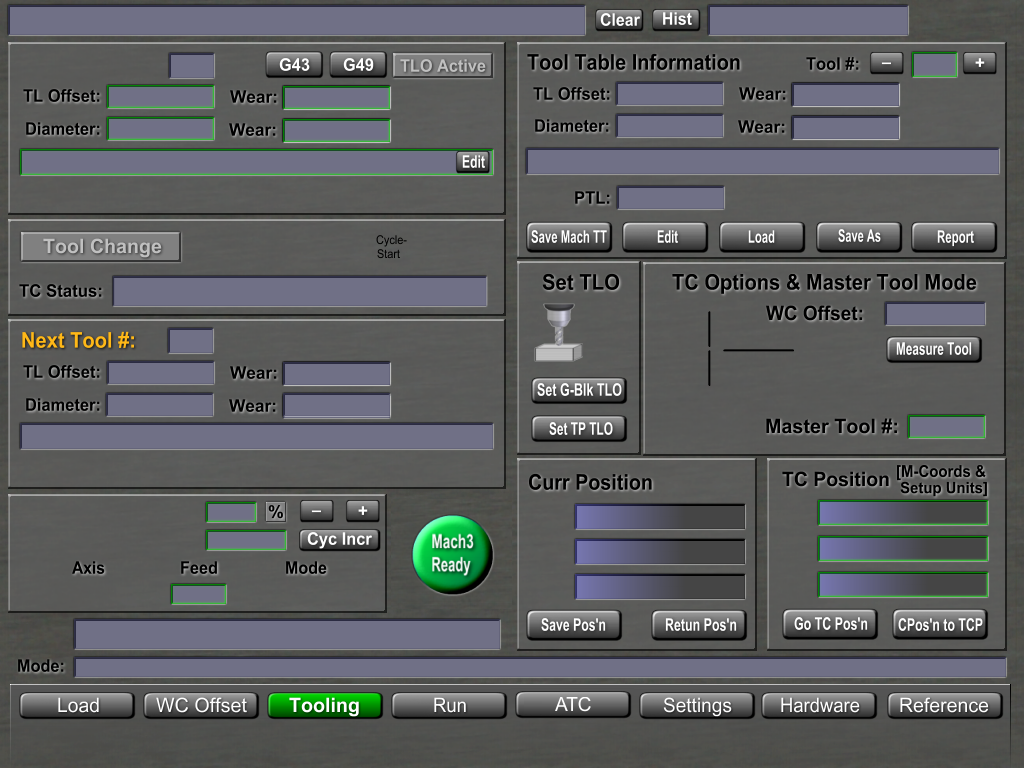 Clear Hist
G43 G49 TLO Active
TL Offset: Wear:
Diameter: Wear:
Edit
Tool Table Information Tool #: − +
TL Offset: Wear:
Diameter: Wear:
PTL:
Save Mach TT Edit Load Save As Report
Tool Change Cycle-
Start
TC Status:
Next Tool #:
TL Offset: Wear:
Diameter: Wear:
Set TLO
Set G-Blk TLO
Set TP TLO
TC Options & Master Tool Mode
WC Offset:
Measure Tool
Master Tool #:
% − +
Cyc Incr
Axis Feed Mode
Mach3
Ready
Curr Position
Save Pos'n Retun Pos'n
TC Position [M-Coords &
Setup Units]
Go TC Pos'n CPos'n to TCP
Mode:
Load WC Offset Tooling Run ATC Settings Hardware Reference